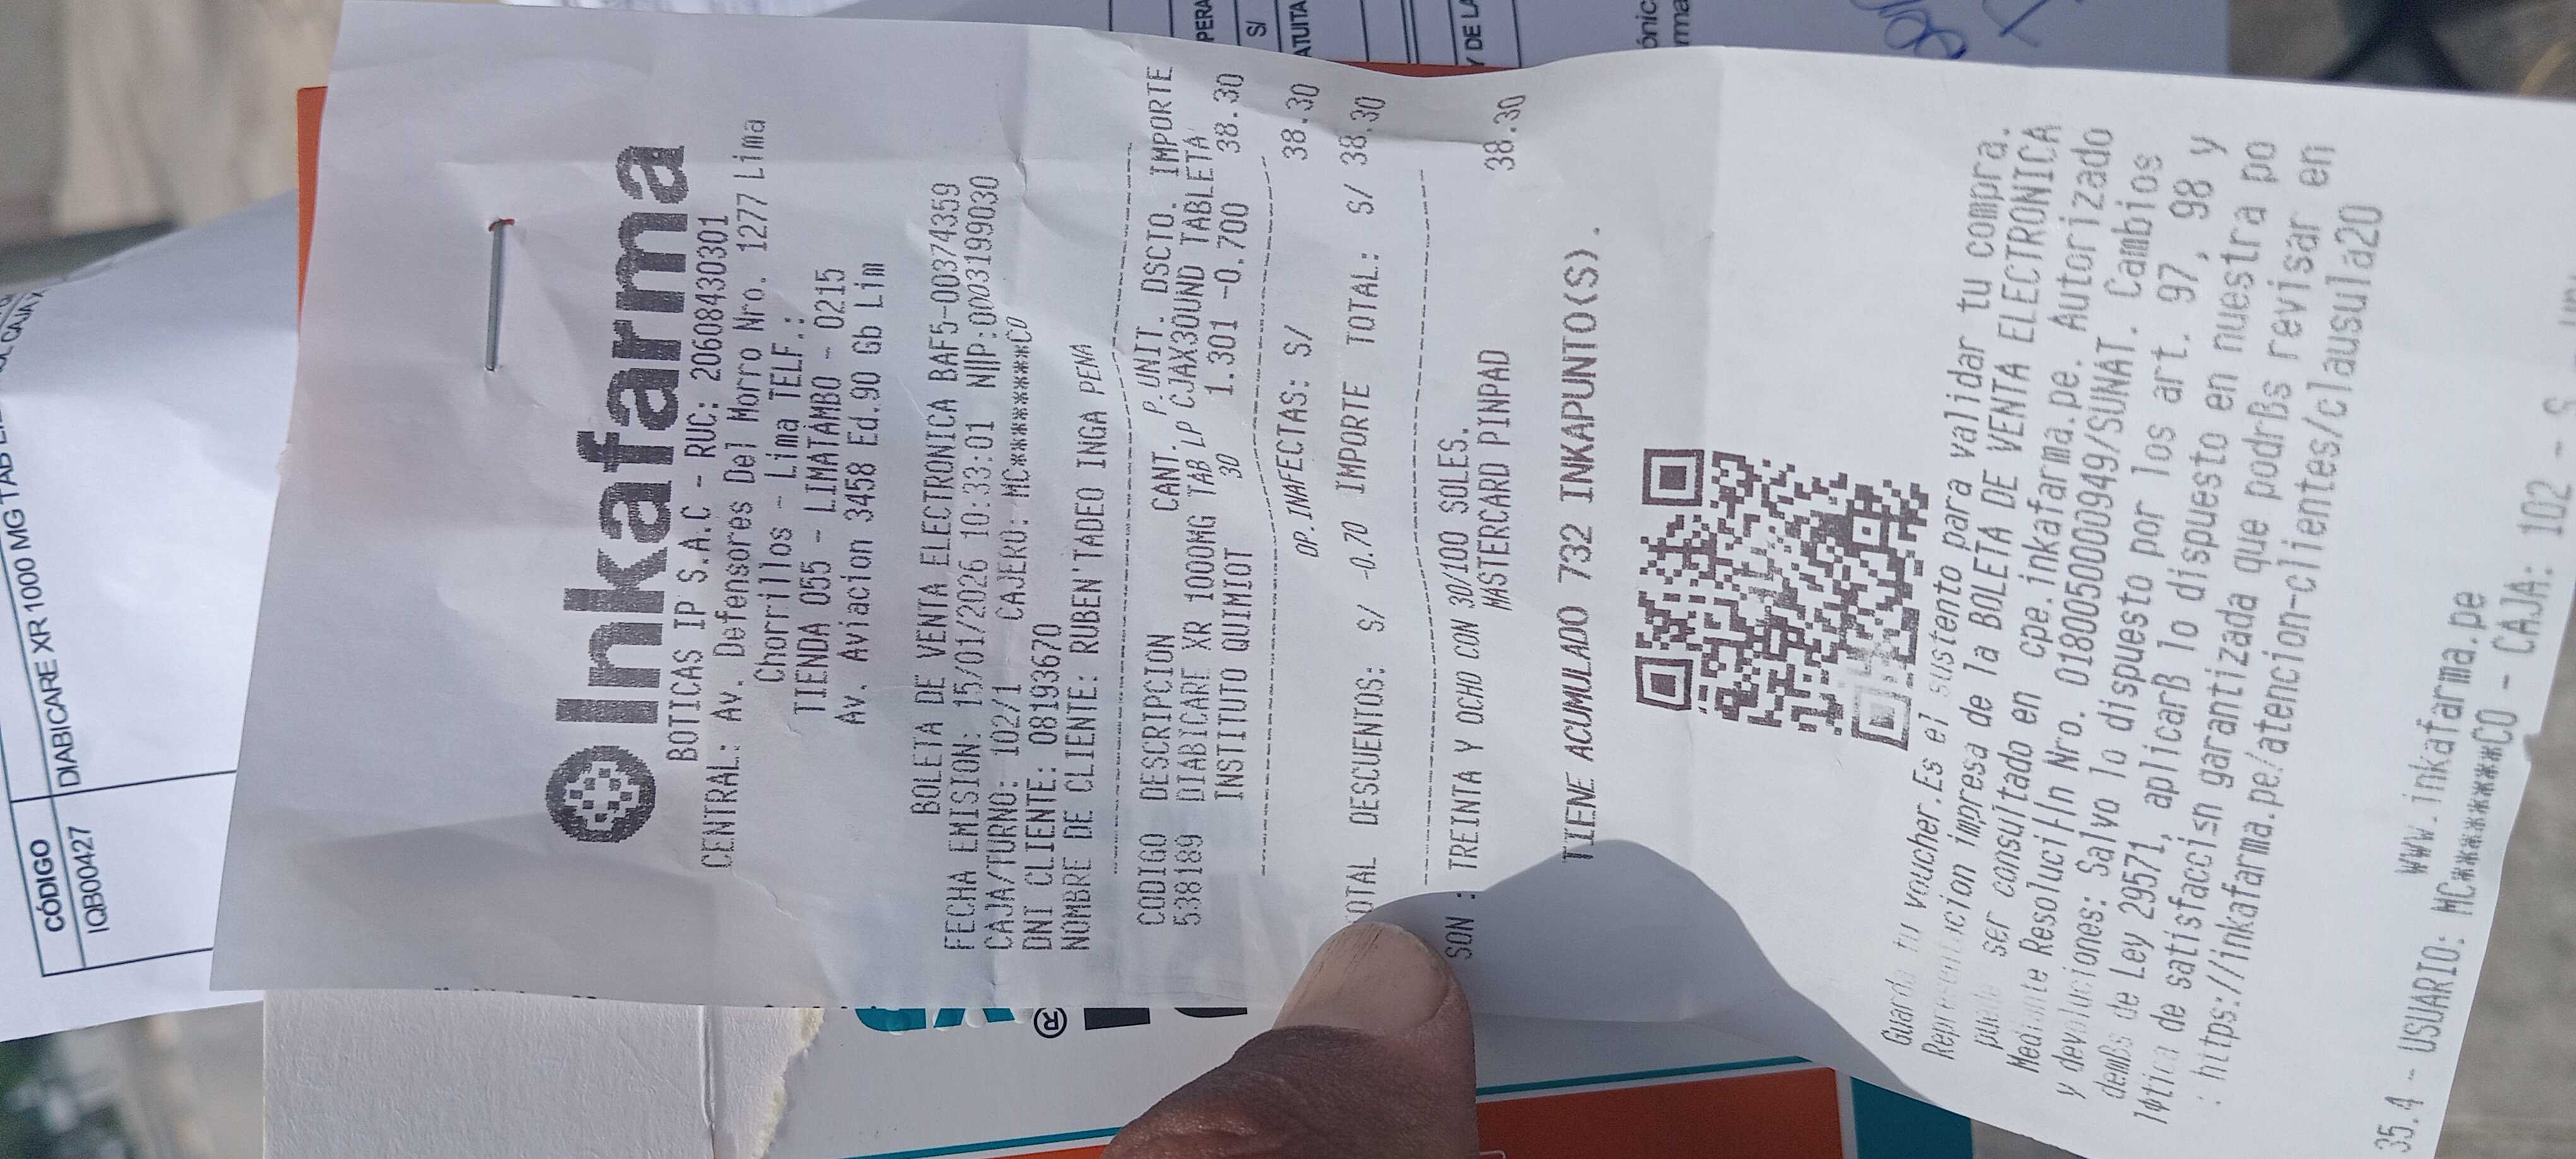 Inkafarma
BOTICAS IP S.A.C - RUC: 20608430301
CENTRAL: Av. Defensores Del Morro Nro. 1277 Lima
Chorrillos - Lima TELF.:
TIENDA 055 - LIMATAMBO - 0215
Av. Aviacion 3458 Ed.90 Gb Lim
BOLETA DE VENTA ELECTRONICA BAF5-00374359
FECHA EMISION: 15/01/2026 10:33:01 NIP:0003199030
CAJA/TURNO: 102/1 CAJERO: MC********CO
DNI CLIENTE: 08193670
NOMBRE DE CLIENTE: RUBEN TADEO INGA PENA
CODIGO DESCRIPCION CANT. P.UNIT. DSCTO. IMPORTE
538189 DIABICARE XR 1000MG TAB LP CJAX30UND TABLETA
INSTITUTO QUIMIOT 30 1.301 -0.700 38.30
OP.INAFECTAS: S/ 38.30
OTAL DESCUENTOS: S/ -0.70 IMPORTE TOTAL: S/ 38.30
SON : TREINTA Y OCHO CON 30/100 SOLES.
MASTERCARD PINPAD 38.30
TIENE ACUMULADO 732 INKAPUNTO(S).
Guarda tu voucher.Es el sustento para validar tu compra.
Representacion impresa de la BOLETA DE VENTA ELECTRONICA
puede ser consultado en cpe.inkafarma.pe. Autorizado
Mediante Nro. 0180050000949/SUNAT. Cambios
y devoluciones: Salvo lo dispuesto por los art. 97, 98 y
demßs de Ley 29571, aplicarß lo dispuesto en nuestra po
de garantizada que podrßs revisar en
: https://inkafarma.pe/atencion-clientes/clausula20
www.inkafarma.pe
35.4 - USUARIO: MC********CO - CAJA: 102 - S
CÓDIGO
IQB00427
DIABICARE XR 1000 MG TAB
S/
Y DE LA
®